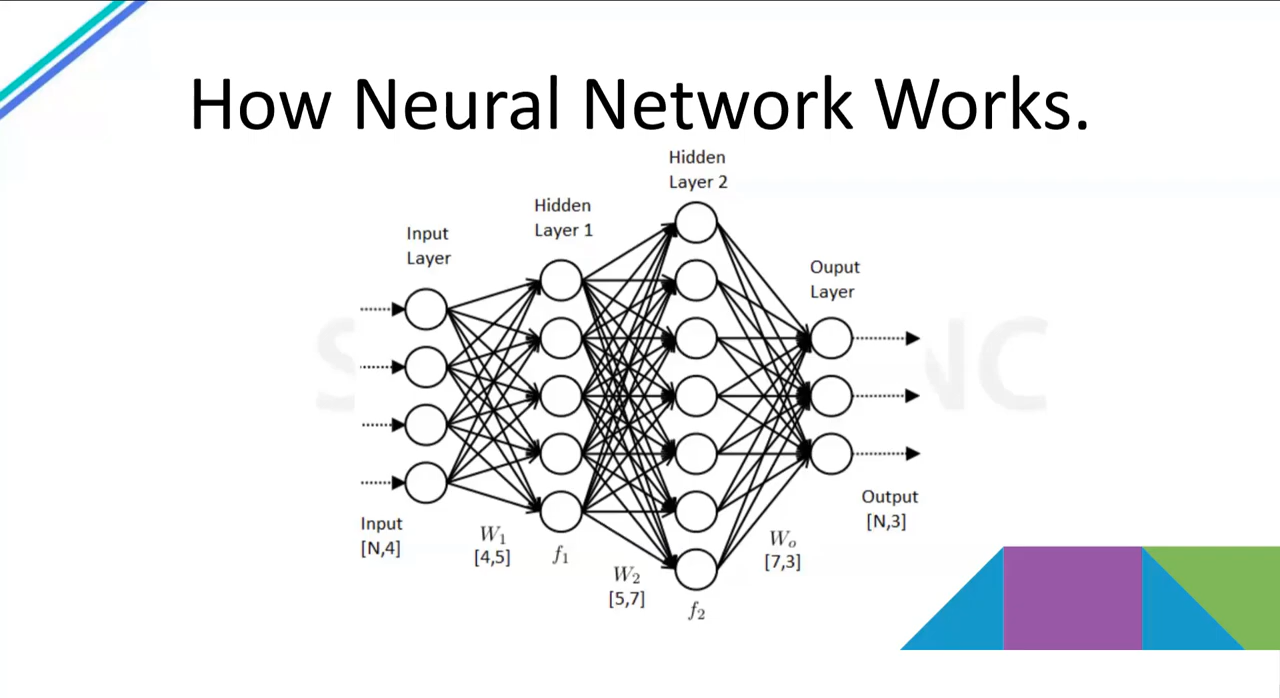 How Neural Network Works.
Hidden
Layer 2
Hidden
Layer 1
Input
Layer
Ouput
Layer
Input
[N,4]
W₁
[4,5]
f₁
W₂
[5,7]
f₂
Wₒ
[7,3]
Output
[N,3]